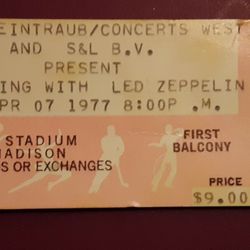 EINTRAUB/CONCERTS WEST
AND S&L B.V.
PRESENT
ING WITH LED ZEPPELIN
PR 07 1977 8:00P .M.
STADIUM
MADISON
S OR EXCHANGES
FIRST
BALCONY
PRICE
$9.00